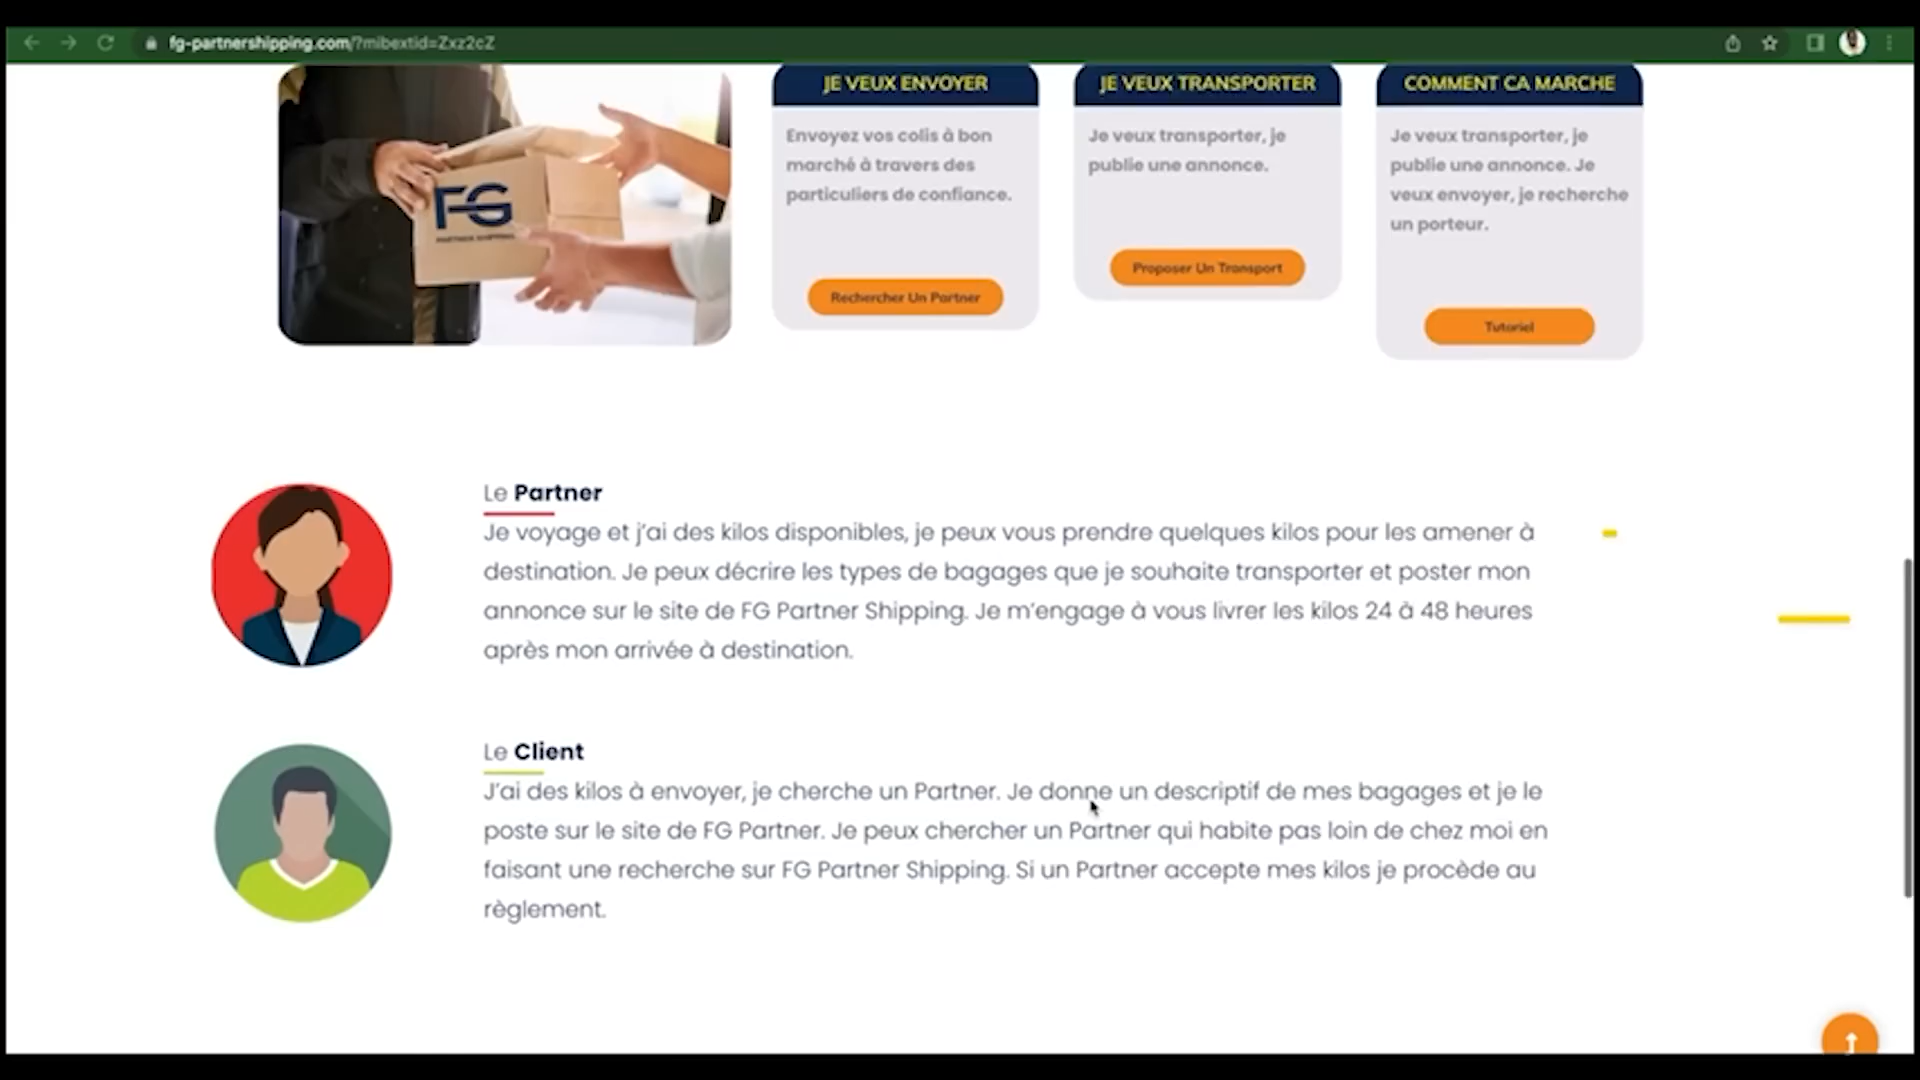 fg-partnershipping.com/?mibextid=Zxz2cZ
FG
PARTNER SHIPPING
JE VEUX ENVOYER
Envoyez vos colis à bon
marché à travers des
particuliers de confiance.
Rechercher Un Partner
JE VEUX TRANSPORTER
Je veux transporter, je
publie une annonce.
Proposer Un Transport
COMMENT CA MARCHE
Je veux transporter, je
publie une annonce. Je
veux envoyer, je recherche
un porteur.
Tutoriel
Le Partner
Je voyage et j'ai des kilos disponibles, je peux vous prendre quelques kilos pour les amener à
destination. Je peux décrire les types de bagages que je souhaite transporter et poster mon
annonce sur le site de FG Partner Shipping. Je m'engage à vous livrer les kilos 24 à 48 heures
après mon arrivée à destination.
Le Client
J'ai des kilos à envoyer, je cherche un Partner. Je donne un descriptif de mes bagages et je le
poste sur le site de FG Partner. Je peux chercher un Partner qui habite pas loin de chez moi en
faisant une recherche sur FG Partner Shipping. Si un Partner accepte mes kilos je procède au
règlement.